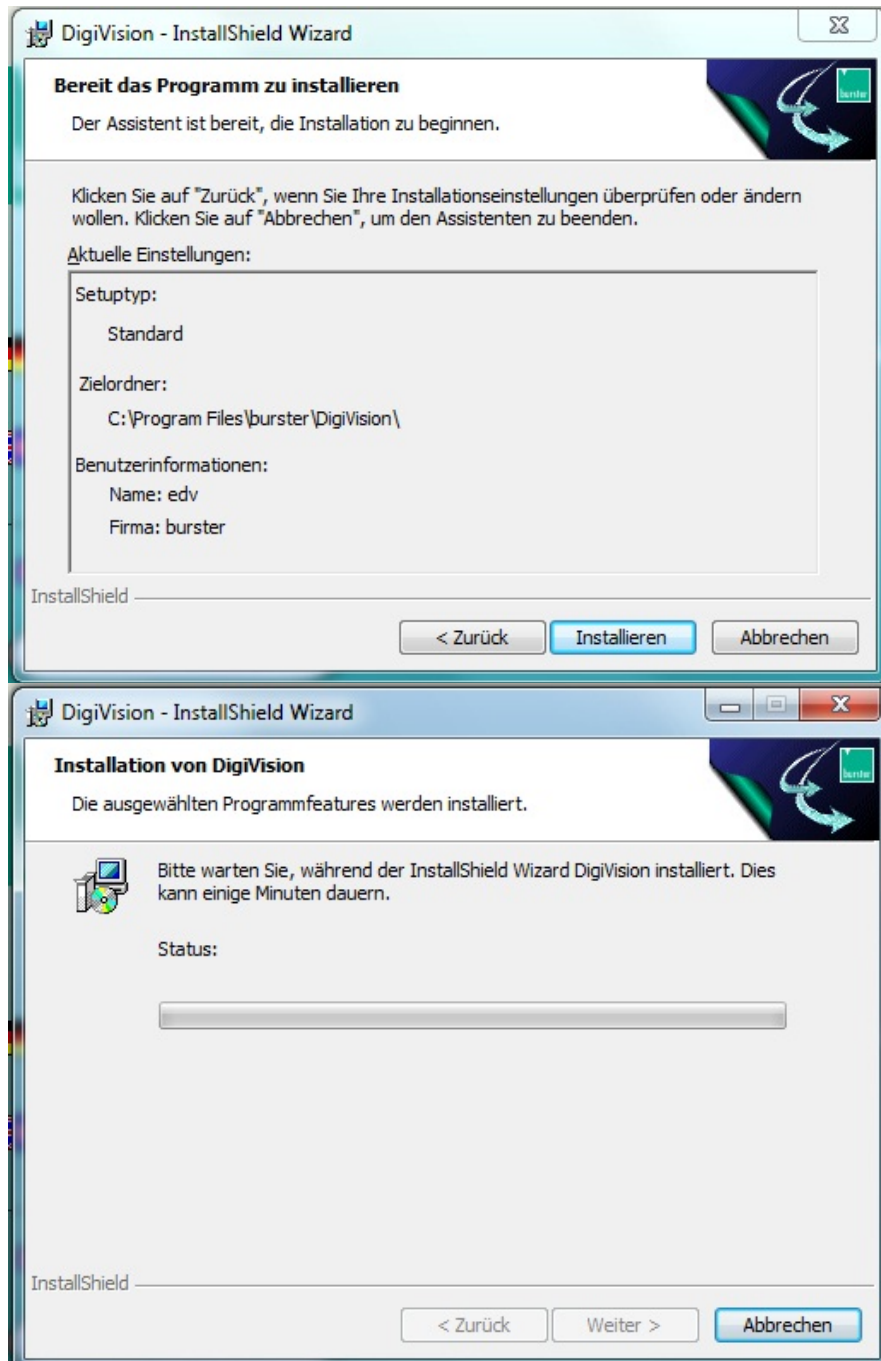 DigiVision - InstallShield Wizard
Bereit das Programm zu installieren
Der Assistent ist bereit, die Installation zu beginnen.
burster
Klicken Sie auf "Zurück", wenn Sie Ihre Installationseinstellungen überprüfen oder ändern
wollen. Klicken Sie auf "Abbrechen", um den Assistenten zu beenden.
Aktuelle Einstellungen:
Setuptyp:
Standard
Zielordner:
C:\Program Files\burster\DigiVision\
Benutzerinformationen:
Name: edv
Firma: burster
InstallShield
< Zurück Installieren Abbrechen
DigiVision - InstallShield Wizard
Installation von DigiVision
Die ausgewählten Programmfeatures werden installiert.
burster
Bitte warten Sie, während der InstallShield Wizard DigiVision installiert. Dies
kann einige Minuten dauern.
Status:
InstallShield
< Zurück Weiter > Abbrechen